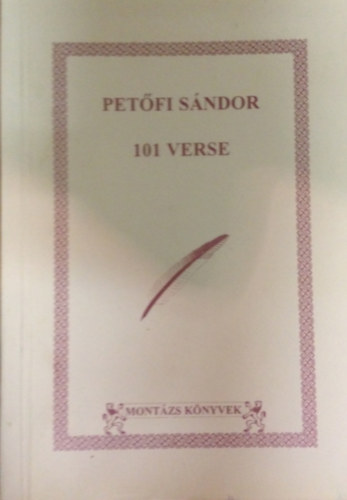 PETŐFI SÁNDOR
101 VERSE
MONTÁZS KÖNYVEK